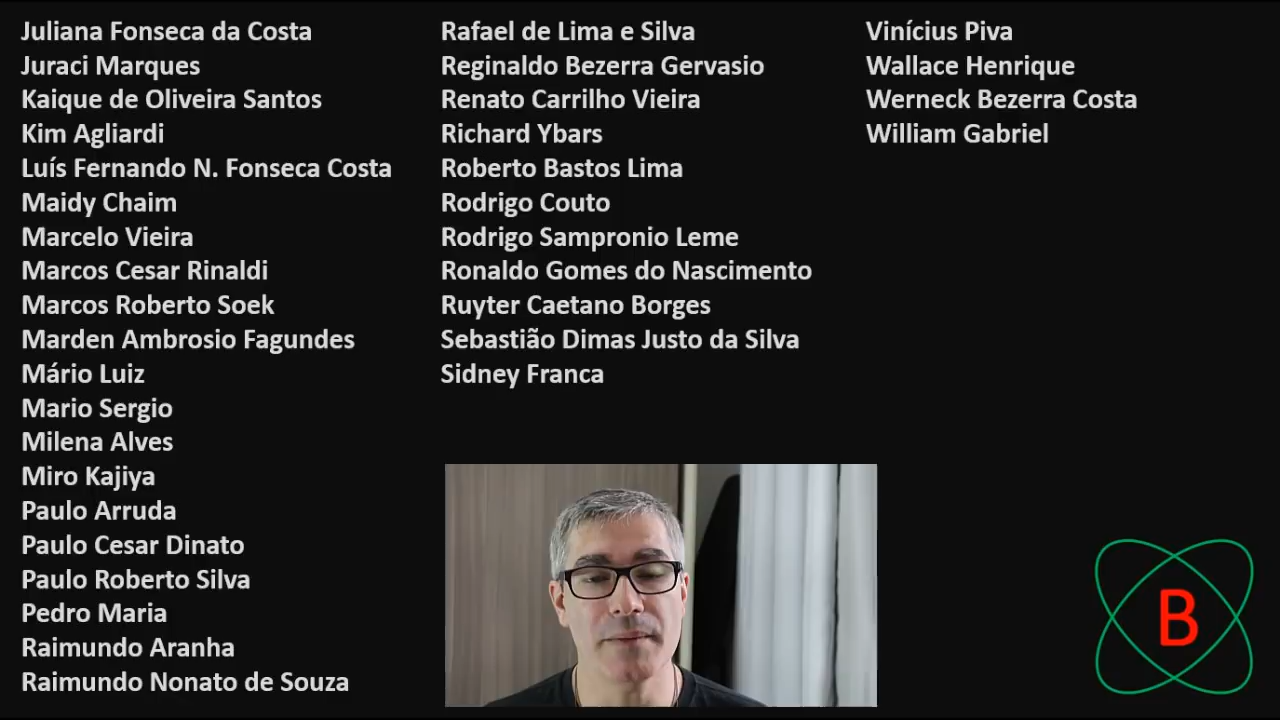 Juliana Fonseca da Costa
Juraci Marques
Kaique de Oliveira Santos
Kim Agliardi
Luís Fernando N. Fonseca Costa
Maidy Chaim
Marcelo Vieira
Marcos Cesar Rinaldi
Marcos Roberto Soek
Marden Ambrosio Fagundes
Mário Luiz
Mario Sergio
Milena Alves
Miro Kajiya
Paulo Arruda
Paulo Cesar Dinato
Paulo Roberto Silva
Pedro Maria
Raimundo Aranha
Raimundo Nonato de Souza
Rafael de Lima e Silva
Reginaldo Bezerra Gervasio
Renato Carrilho Vieira
Richard Ybars
Roberto Bastos Lima
Rodrigo Couto
Rodrigo Sampronio Leme
Ronaldo Gomes do Nascimento
Ruyter Caetano Borges
Sebastião Dimas Justo da Silva
Sidney Franca
Vinícius Piva
Wallace Henrique
Werneck Bezerra Costa
William Gabriel
B